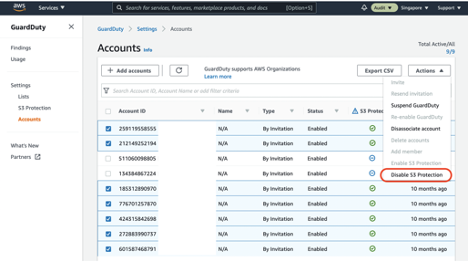 aws Services Search for services, features, marketplace products, and docs [Option+S] Audit Singapore Support
GuardDuty
Findings
Usage
Settings
Lists
S3 Protection
Accounts
What's New
Partners
GuardDuty > Settings > Accounts
Accounts Info
Total Active/All
9/9
+ Add accounts
GuardDuty supports AWS Organizations
Learn more
Export CSV
Actions
Search Account ID, Account Name or add filter criteria
Invite
Resend invitation
Suspend GuardDuty
Re-enable GuardDuty
Disassociate account
Delete accounts
Add member
Enable S3 Protection
Disable S3 Protection
Account ID Name Type Status S3 Prote
259119558555 N/A By Invitation Enabled
212149252194 N/A By Invitation Enabled
511060098805 N/A By Invitation Enabled
134384867224 N/A By Invitation Enabled
185312890970 N/A By Invitation Enabled 10 months ago
776701257870 N/A By Invitation Enabled 10 months ago
424315842698 N/A By Invitation Enabled 10 months ago
272883990737 N/A By Invitation Enabled 10 months ago
601587468791 N/A By Invitation Enabled 10 months ago